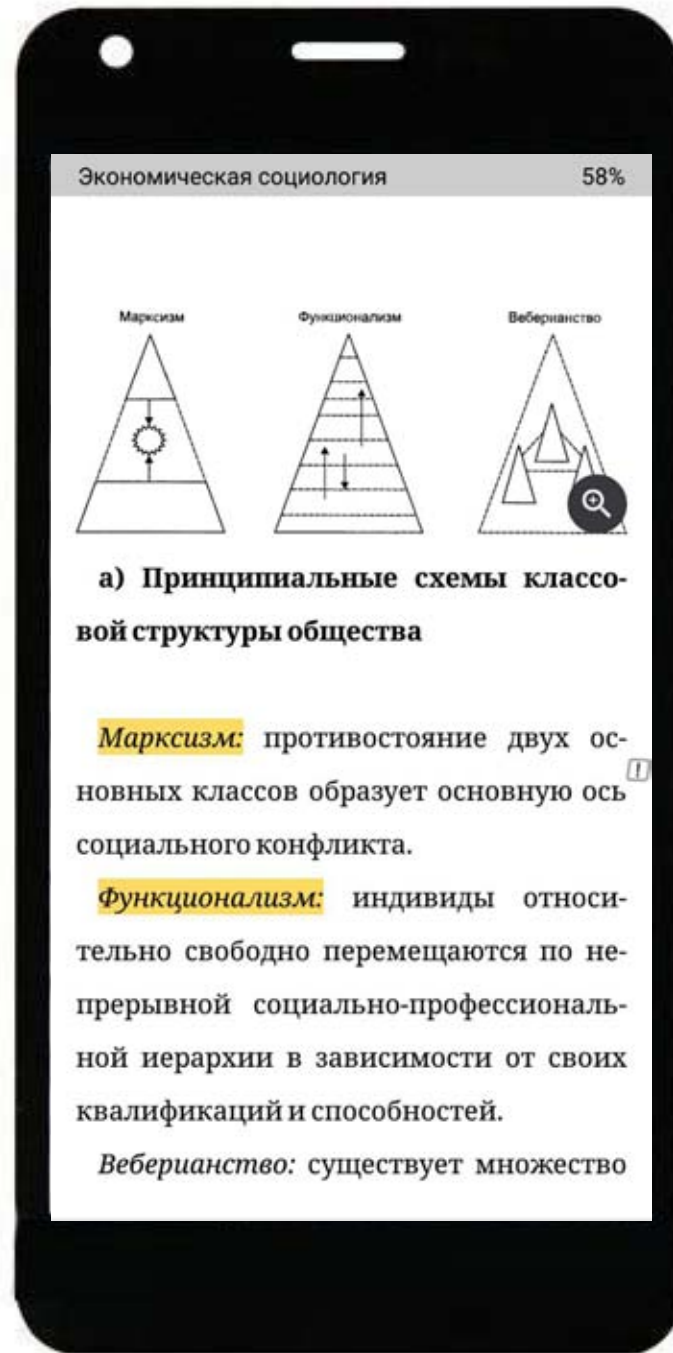 Экономическая социология 58%
Марксизм Функционализм Веберианство
а) Принципиальные схемы классо-
вой структуры общества
Марксизм: противостояние двух ос-
новных классов образует основную ось
социального конфликта.
Функционализм: индивиды относи-
тельно свободно перемещаются по не-
прерывной социально-профессиональ-
ной иерархии в зависимости от своих
квалификаций и способностей.
Веберианство: существует множество